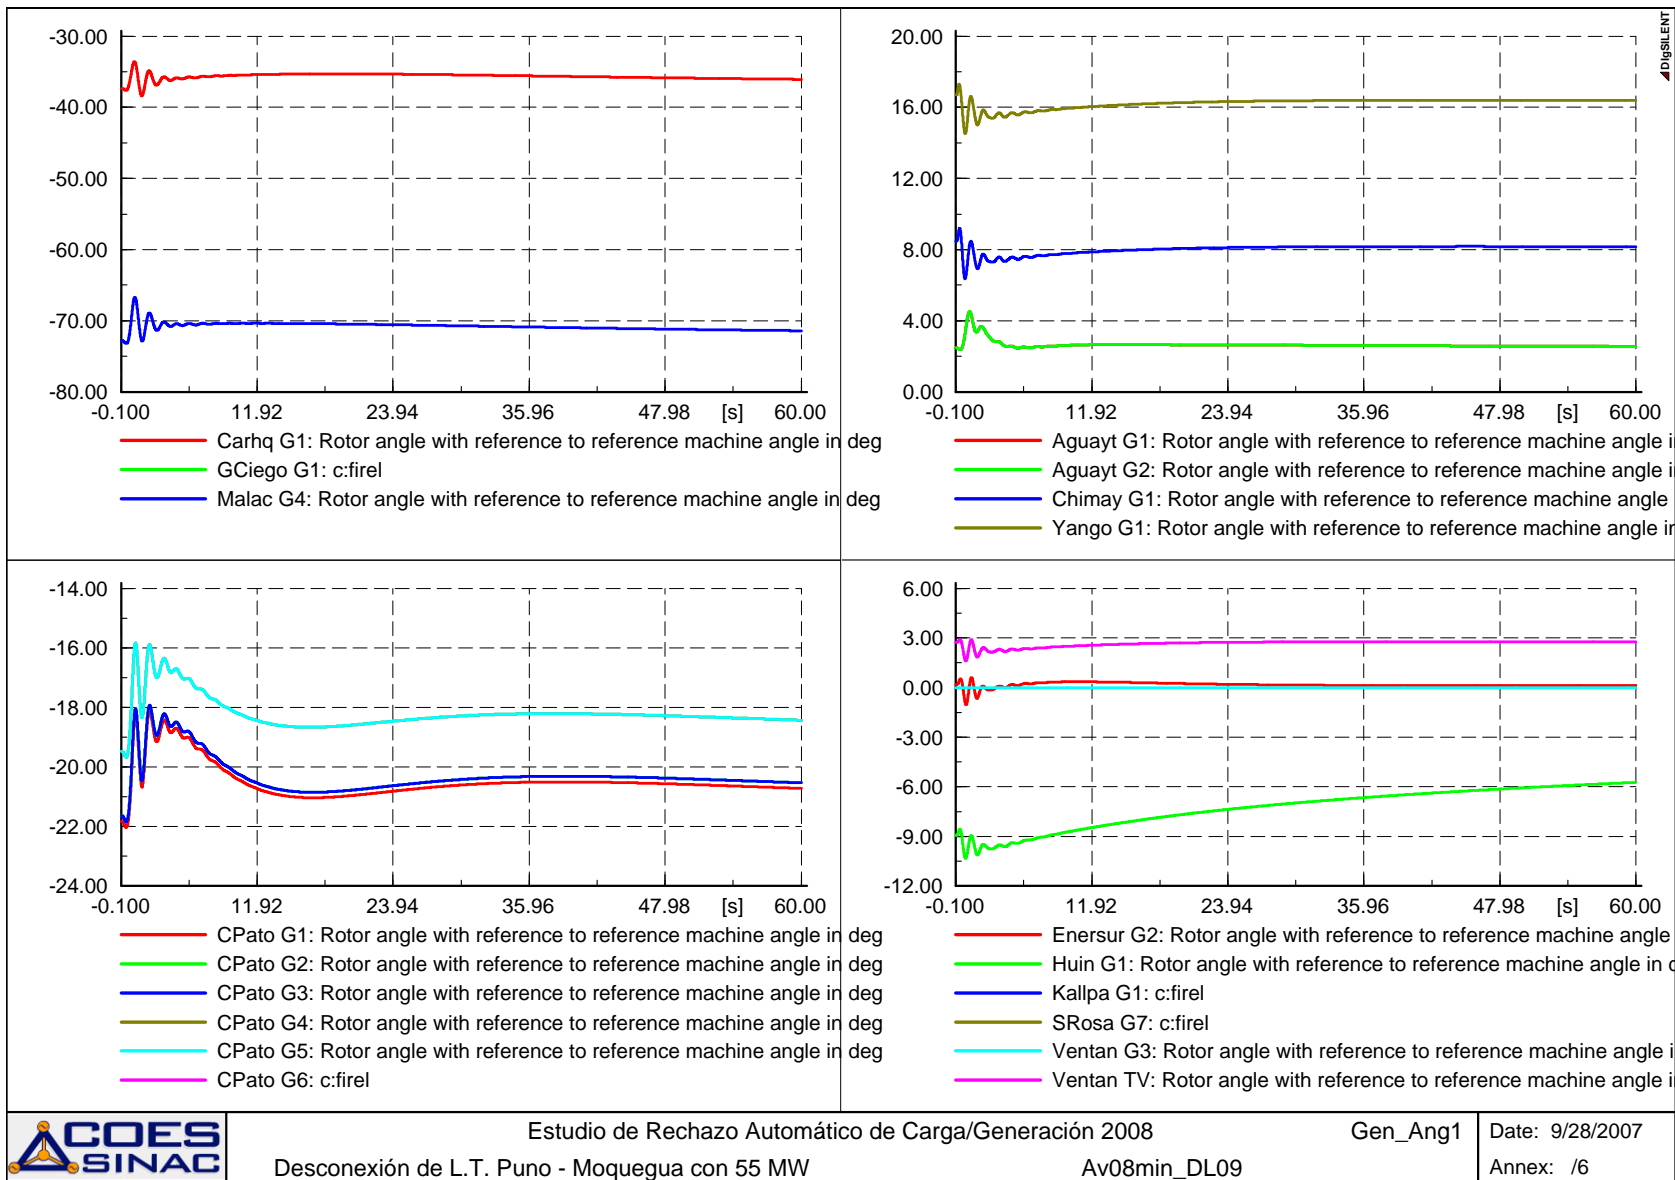 DIgSILENT
-30.00
-40.00
-50.00
-60.00
-70.00
-80.00
-0.100 11.92 23.94 35.96 47.98 [s] 60.00
Carhq G1: Rotor angle with reference to reference machine angle in deg
GCiego G1: c:firel
Malac G4: Rotor angle with reference to reference machine angle in deg
20.00
16.00
12.00
8.00
4.00
0.00
-0.100 11.92 23.94 35.96 47.98 [s] 60.00
Aguayt G1: Rotor angle with reference to reference machine angle i
Aguayt G2: Rotor angle with reference to reference machine angle i
Chimay G1: Rotor angle with reference to reference machine angle
Yango G1: Rotor angle with reference to reference machine angle in
-14.00
-16.00
-18.00
-20.00
-22.00
-24.00
-0.100 11.92 23.94 35.96 47.98 [s] 60.00
CPato G1: Rotor angle with reference to reference machine angle in deg
CPato G2: Rotor angle with reference to reference machine angle in deg
CPato G3: Rotor angle with reference to reference machine angle in deg
CPato G4: Rotor angle with reference to reference machine angle in deg
CPato G5: Rotor angle with reference to reference machine angle in deg
CPato G6: c:firel
6.00
3.00
0.00
-3.00
-6.00
-9.00
-12.00
-0.100 11.92 23.94 35.96 47.98 [s] 60.00
Enersur G2: Rotor angle with reference to reference machine angle
Huin G1: Rotor angle with reference to reference machine angle in d
Kallpa G1: c:firel
SRosa G7: c:firel
Ventan G3: Rotor angle with reference to reference machine angle i
Ventan TV: Rotor angle with reference to reference machine angle i
COES
SINAC
Estudio de Rechazo Automático de Carga/Generación 2008 Gen_Ang1
Desconexión de L.T. Puno - Moquegua con 55 MW Av08min_DL09
Date: 9/28/2007
Annex: /6